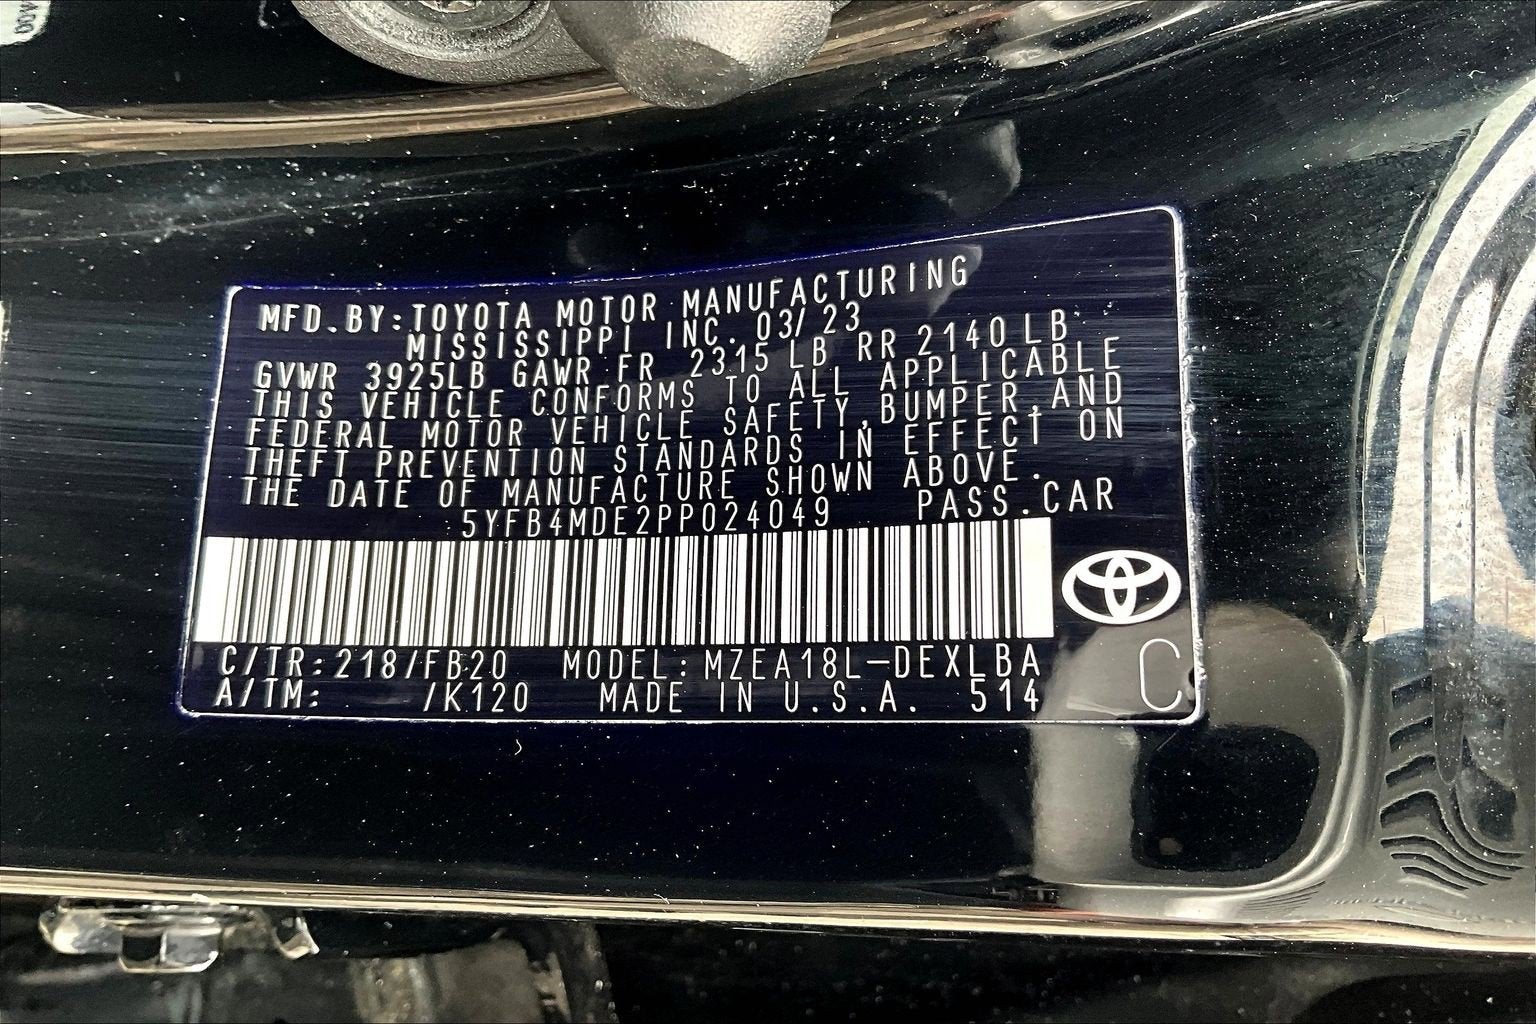 MFD.BY:TOYOTA MOTOR MANUFACTURING
MISSISSIPPI INC. 03/23
GVWR 3925LB GAWR FR 2315 LB RR 2140LB
THIS VEHICLE CONFORMS TO ALL APPLICABLE
FEDERAL MOTOR VEHICLE SAFETY,BUMPER,AND
THEFT PREVENTION STANDARDS IN EFFECT ON
THE DATE OF MANUFACTURE SHOWN ABOVE.
5YFB4MDE2PP024049 PASS.CAR
C/TR:218/FB20 MODEL:MZEA18L-DEXLBA
A/TM: /K120 MADE IN U.S.A. 514
C